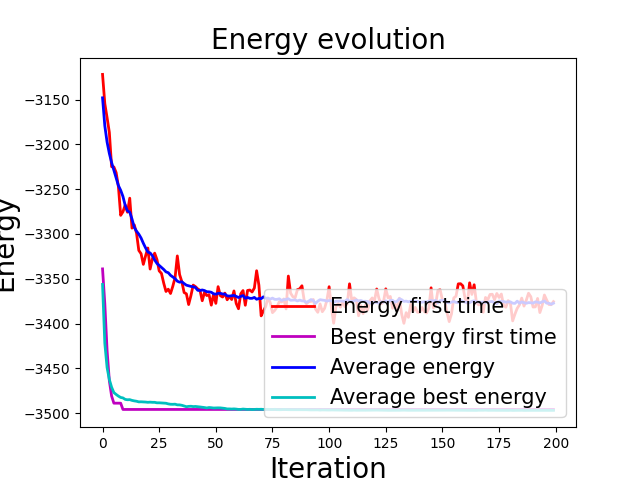 Energy evolution
Energy
−3150
−3200
−3250
−3300
−3350
−3400
−3450
−3500
Energy first time
Best energy first time
Average energy
Average best energy
0 25 50 75 100 125 150 175 200
Iteration